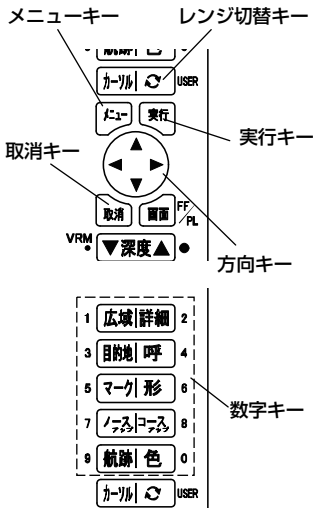 メニューキー
レンジ切替キー
カーソル USER
メニュー 実行
実行キー
取消キー
取消 画面 FF/PL
VRM ▼深度▲
方向キー
1 広域 詳細 2
3 目的地 呼 4
5 マーク 形 6
数字キー
7 ノースアップ コースアップ 8
9 航跡 色 0
カーソル USER